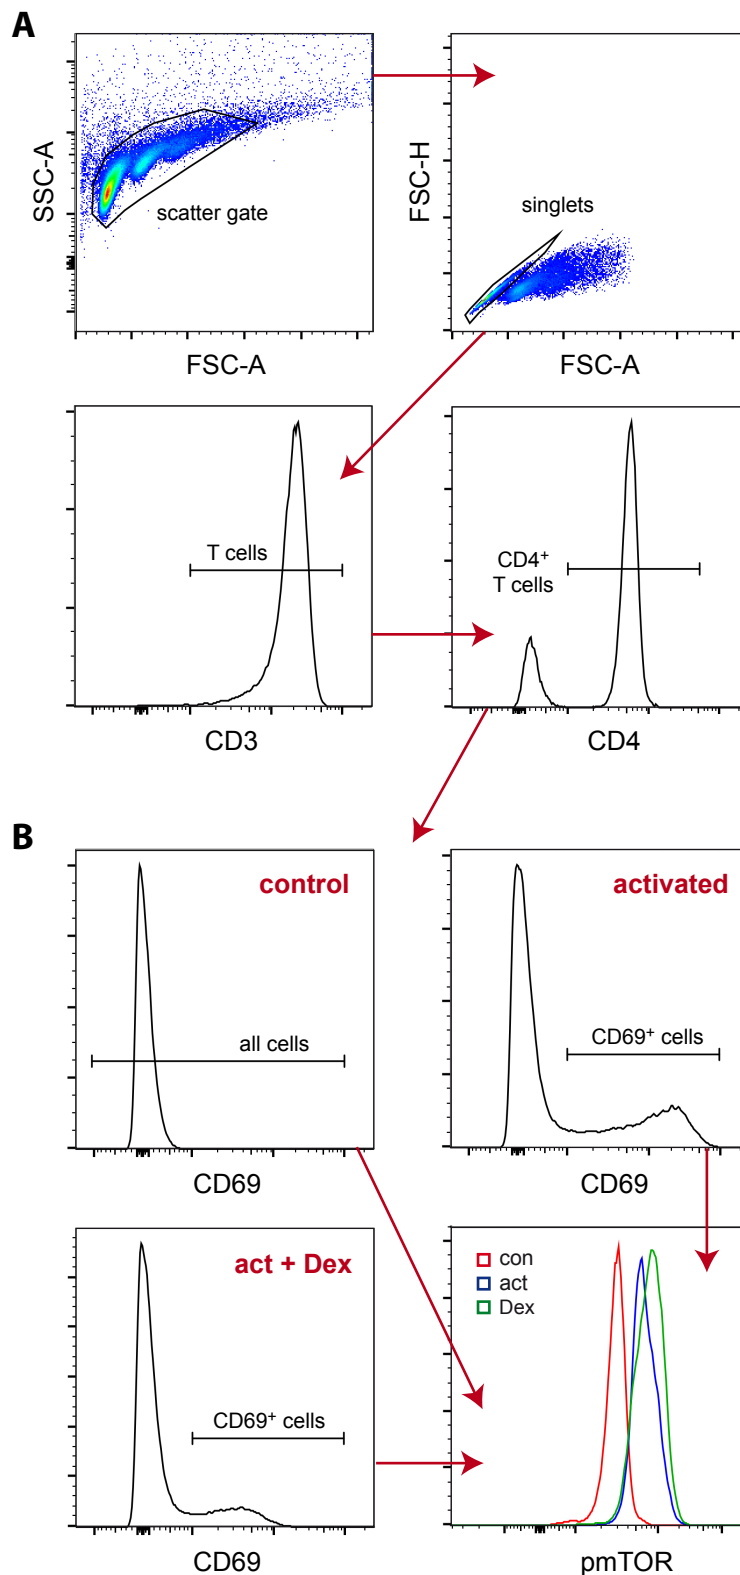 A
SSC-A
scatter gate
FSC-A
FSC-H
singlets
FSC-A
T cells
CD3
CD4⁺
T cells
CD4
B
control
all cells
CD69
activated
CD69⁺ cells
CD69
act + Dex
CD69⁺ cells
CD69
con
act
Dex
pmTOR